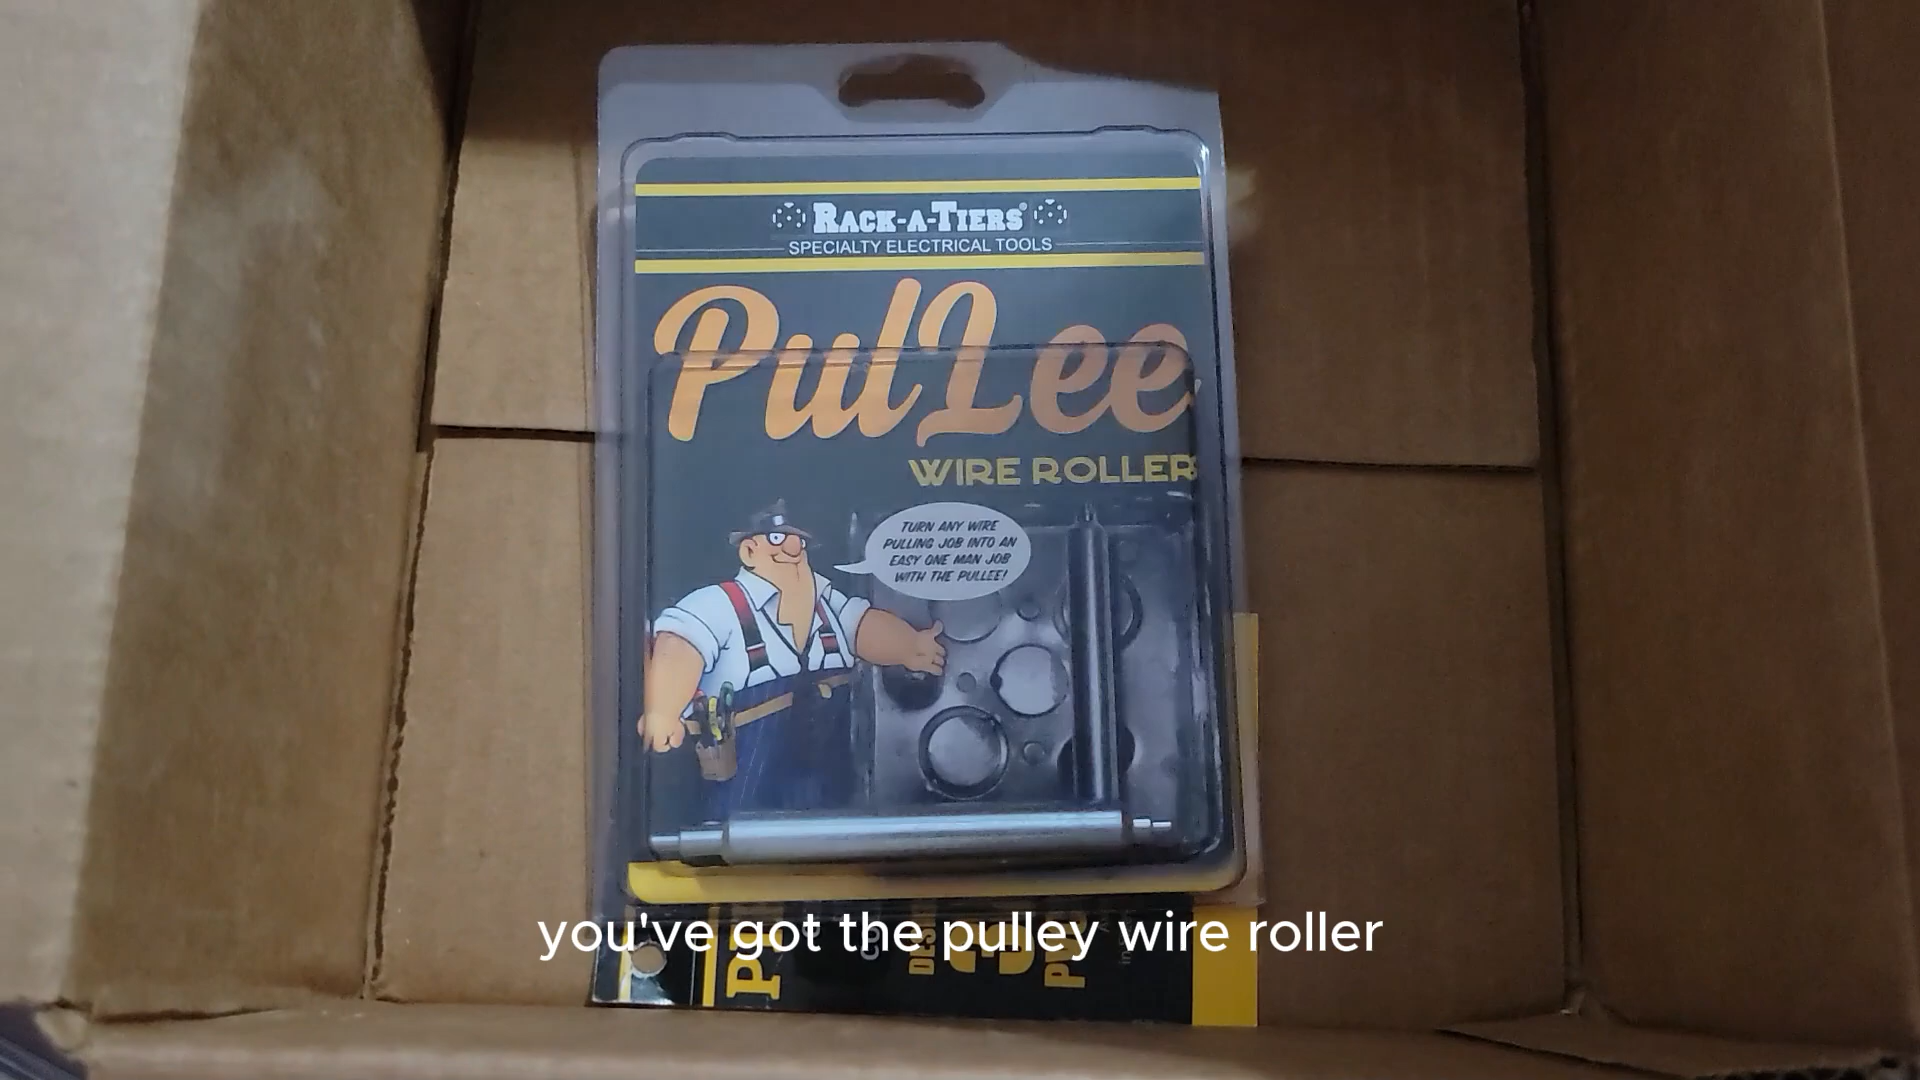 RACK-A-TIERS®
SPECIALTY ELECTRICAL TOOLS
PulLee
WIRE ROLLER
TURN ANY WIRE
PULLING JOB INTO AN
EASY ONE MAN JOB
WITH THE PULLEE!
you've got the pulley wire roller